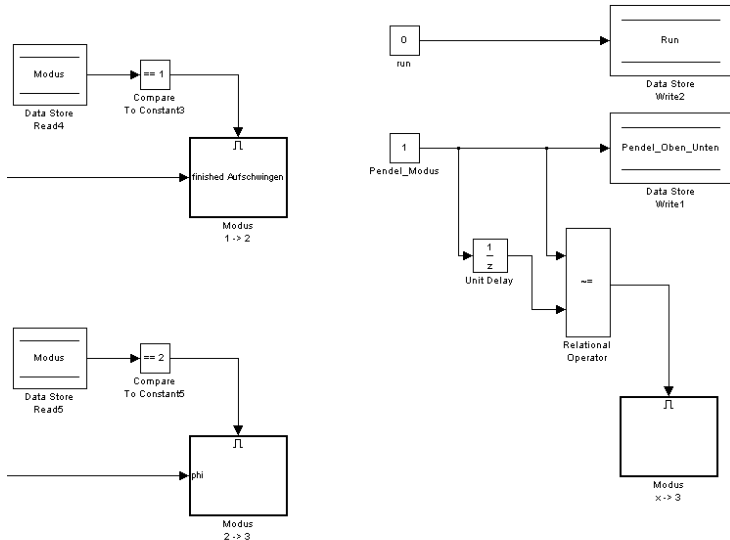 Modus
Data Store
Read4
== 1
Compare
To Constant3
finished Aufschwingen
Modus
1 -> 2
Modus
Data Store
Read5
== 2
Compare
To Constant5
phi
Modus
2 -> 3
0
run
Run
Data Store
Write2
1
Pendel_Modus
Pendel_Oben_Unten
Data Store
Write1
1
z
Unit Delay
~=
Relational
Operator
Modus
x -> 3